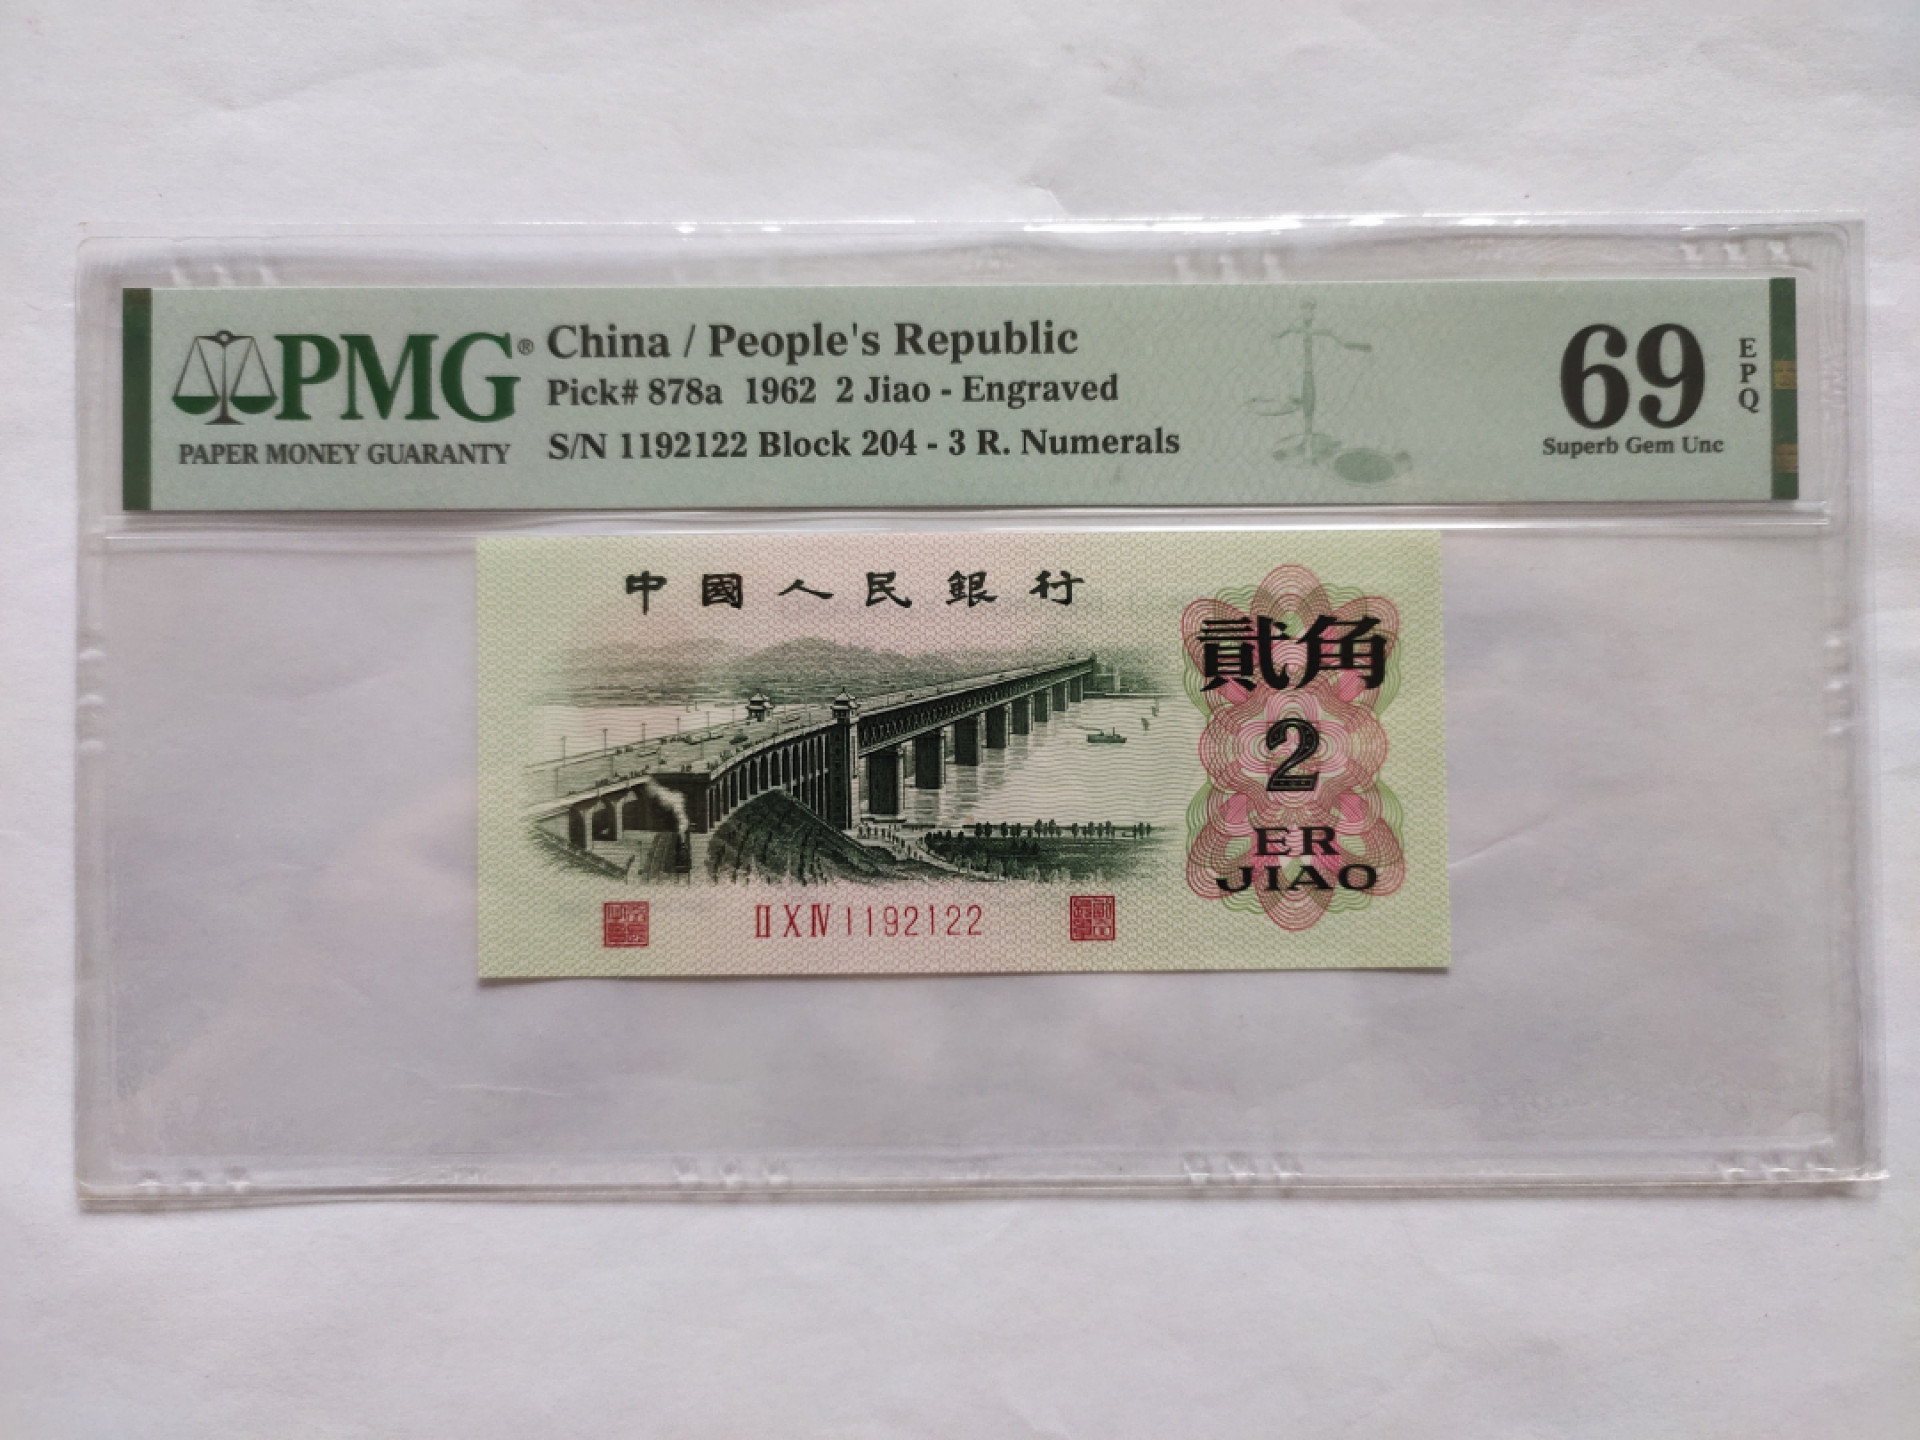 PMG®
PAPER MONEY GUARANTY
China / People's Republic
Pick# 878a 1962 2 Jiao - Engraved
S/N 1192122 Block 204 - 3 R. Numerals
69
EPQ
Superb Gem Unc
中國人民銀行
貳角
2
ER
JIAO
ⅡⅩⅣ 1192122